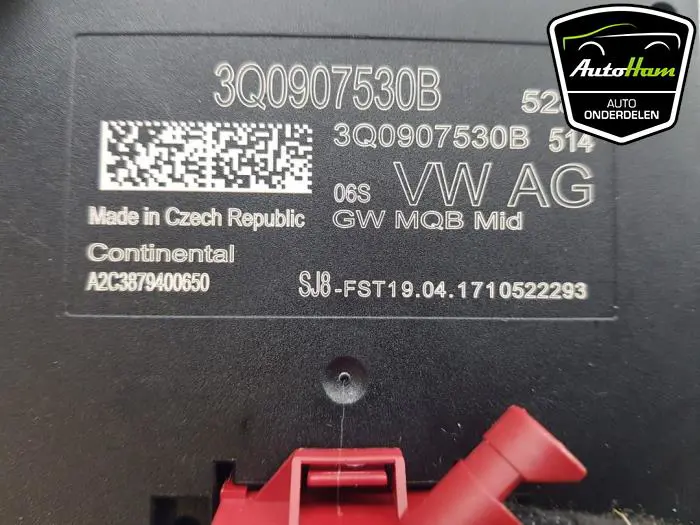 3Q0907530B
3Q0907530B 514
06S VW AG
Made in Czech Republic GW MQB Mid
Continental
A2C3879400650 SJ8-FST19.04.1710522293
AutoHam
AUTO
ONDERDELEN